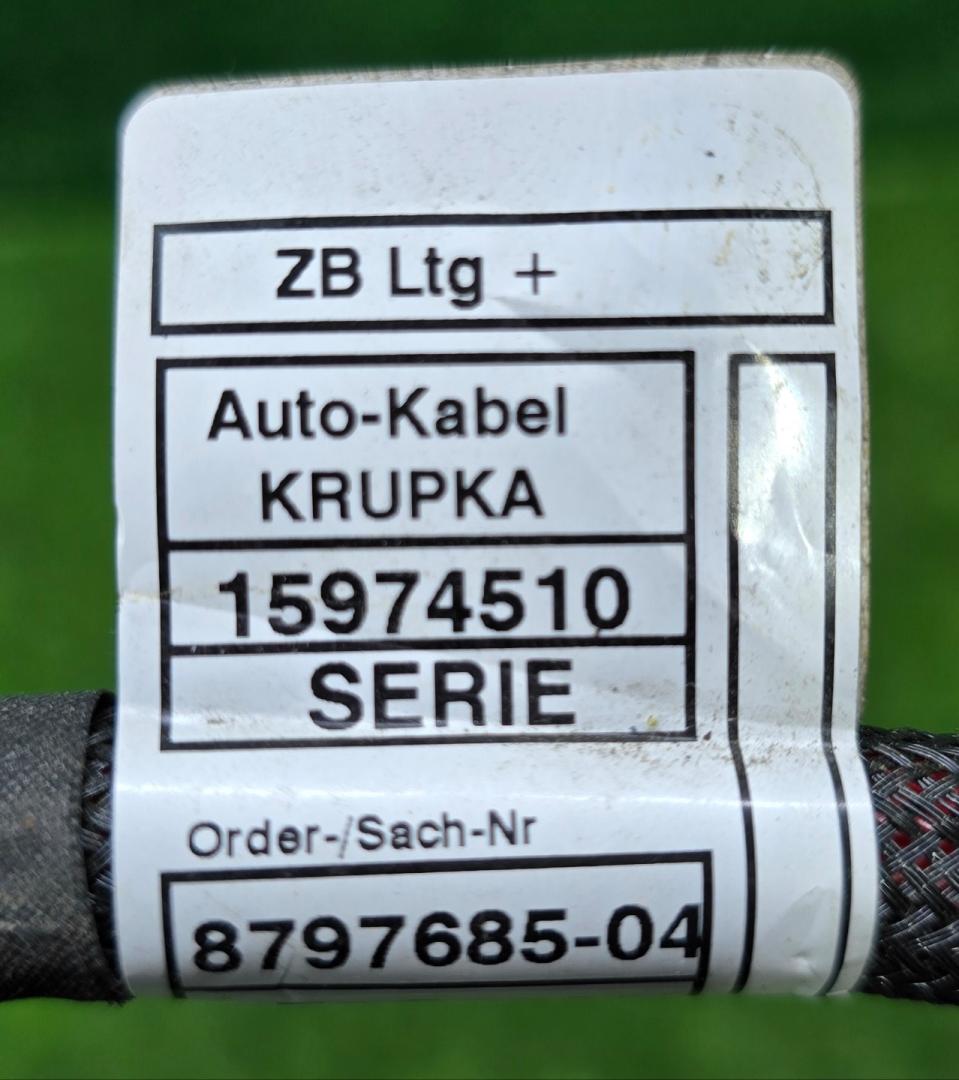 ZB Ltg +
Auto-Kabel
KRUPKA
15974510
SERIE
Order-/Sach-Nr
8797685-04